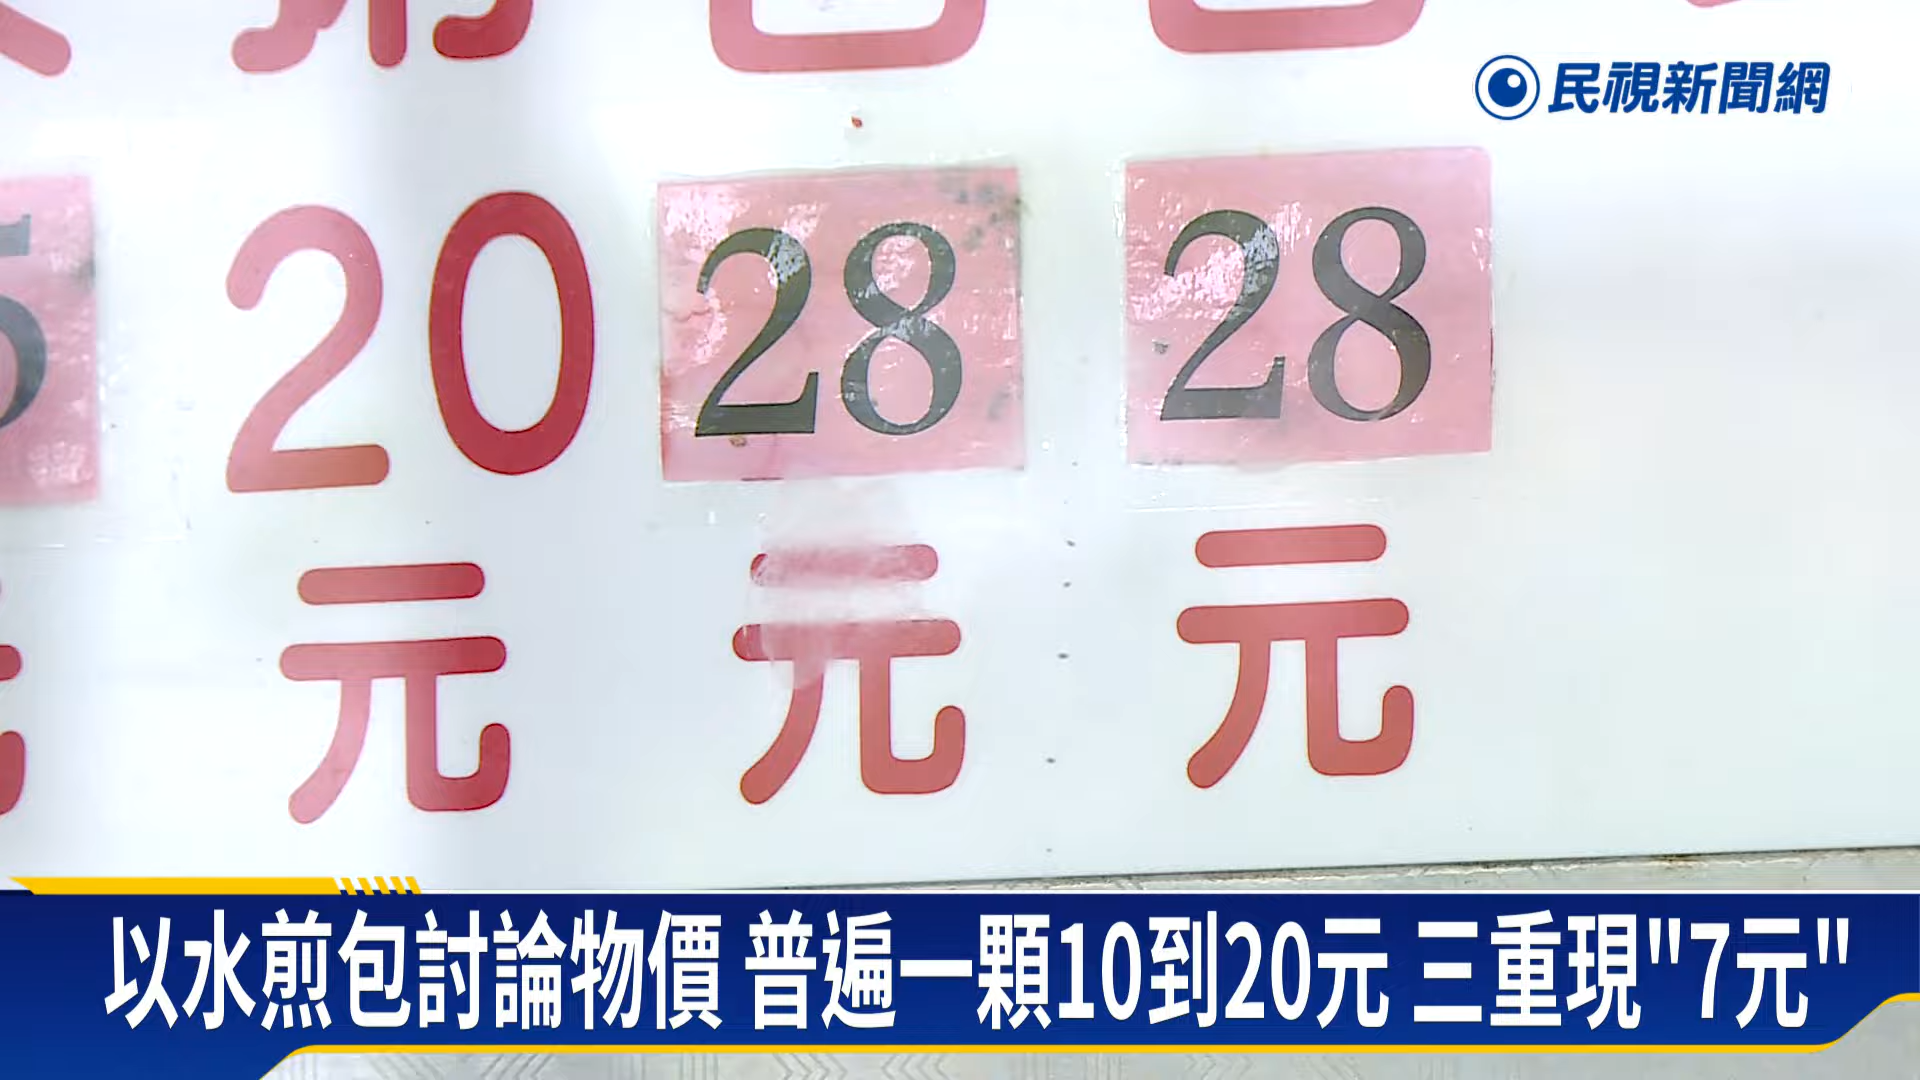 民視新聞網
20 28 28
元 元 元
以水煎包討論物價 普遍一顆10到20元 三重現"7元"